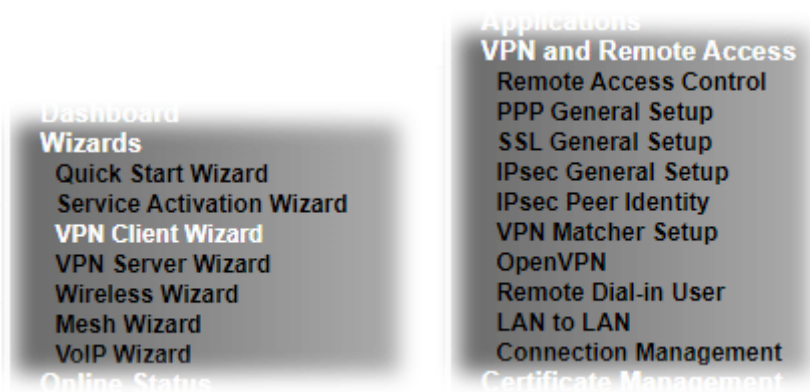 Dashboard
Wizards
Quick Start Wizard
Service Activation Wizard
VPN Client Wizard
VPN Server Wizard
Wireless Wizard
Mesh Wizard
VoIP Wizard
Online Status
Applications
VPN and Remote Access
Remote Access Control
PPP General Setup
SSL General Setup
IPsec General Setup
IPsec Peer Identity
VPN Matcher Setup
OpenVPN
Remote Dial-in User
LAN to LAN
Connection Management
Certificate Management